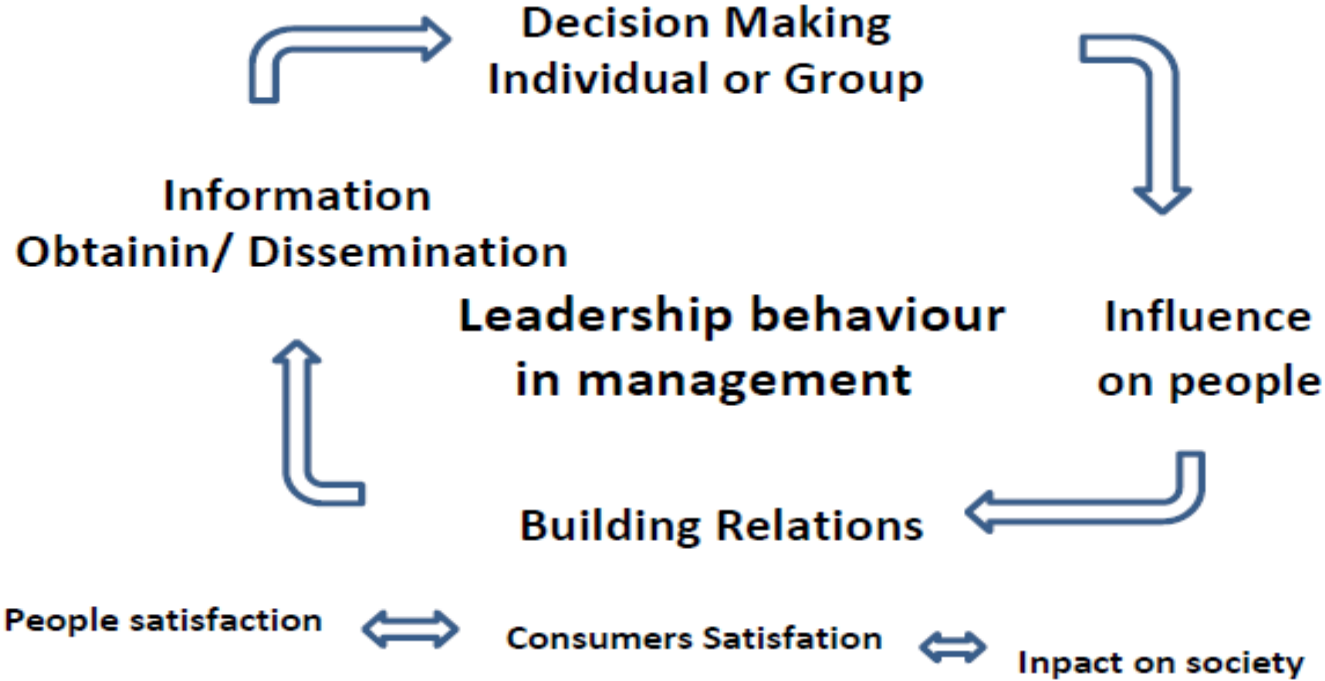 Decision Making
Individual or Group
Information
Obtainin/ Dissemination
Leadership behaviour
in management
Influence
on people
Building Relations
People satisfaction
Consumers Satisfation
Inpact on society